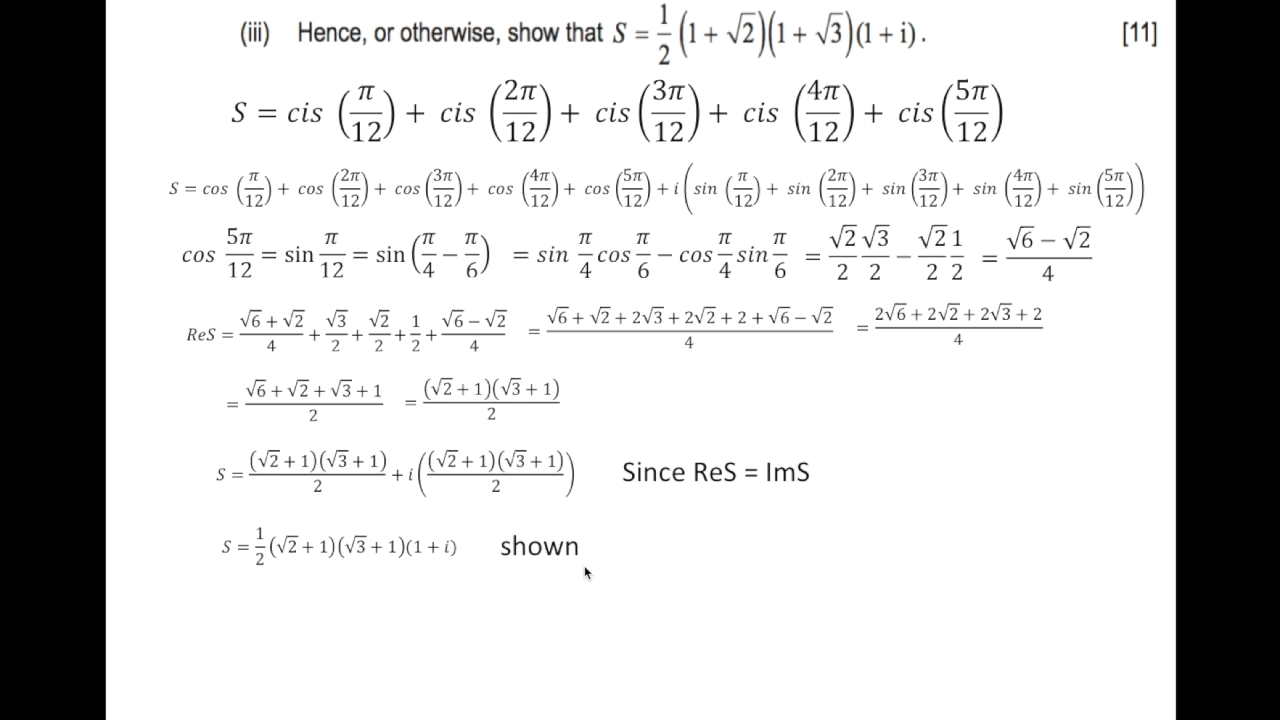 (iii) Hence, or otherwise, show that S = 1/2 (1 + √2)(1 + √3)(1 + i). [11]
S = cis (π/12) + cis (2π/12) + cis (3π/12) + cis (4π/12) + cis (5π/12)
S = cos (π/12) + cos (2π/12) + cos (3π/12) + cos (4π/12) + cos (5π/12) + i (sin (π/12) + sin (2π/12) + sin (3π/12) + sin (4π/12) + sin (5π/12))
cos 5π/12 = sin π/12 = sin (π/4 − π/6) = sin π/4 cos π/6 − cos π/4 sin π/6 = √2/2 √3/2 − √2/2 1/2 = (√6 − √2)/4
ReS = (√6 + √2)/4 + √3/2 + √2/2 + 1/2 + (√6 − √2)/4 = (√6 + √2 + 2√3 + 2√2 + 2 + √6 − √2)/4 = (2√6 + 2√2 + 2√3 + 2)/4
= (√6 + √2 + √3 + 1)/2 = ((√2 + 1)(√3 + 1))/2
S = ((√2 + 1)(√3 + 1))/2 + i (((√2 + 1)(√3 + 1))/2) Since ReS = ImS
S = 1/2 (√2 + 1)(√3 + 1)(1 + i) shown